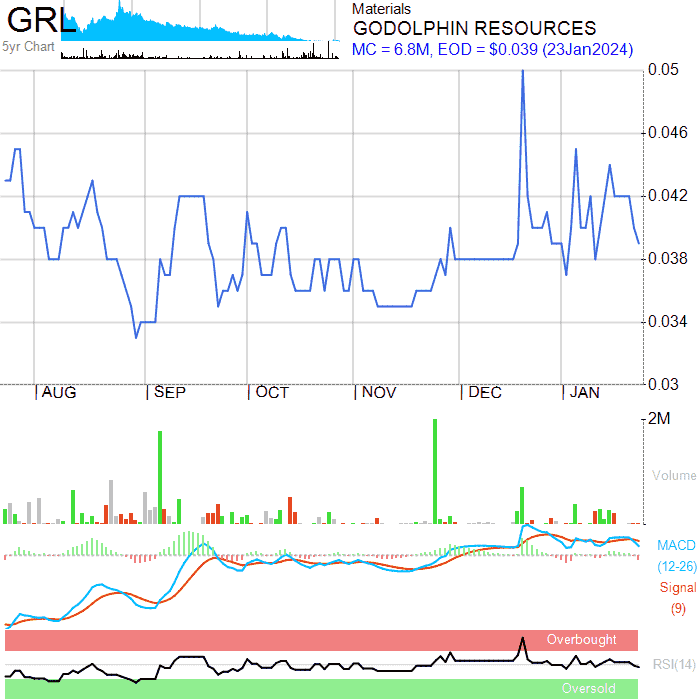 GRL
5yr Chart
Materials
GODOLPHIN RESOURCES
MC = 6.8M, EOD = $0.039 (23Jan2024)
0.05
0.046
0.042
0.038
0.034
0.03
AUG SEP OCT NOV DEC JAN
2M
Volume
MACD
(12-26)
Signal
(9)
Overbought
RSI(14)
Oversold